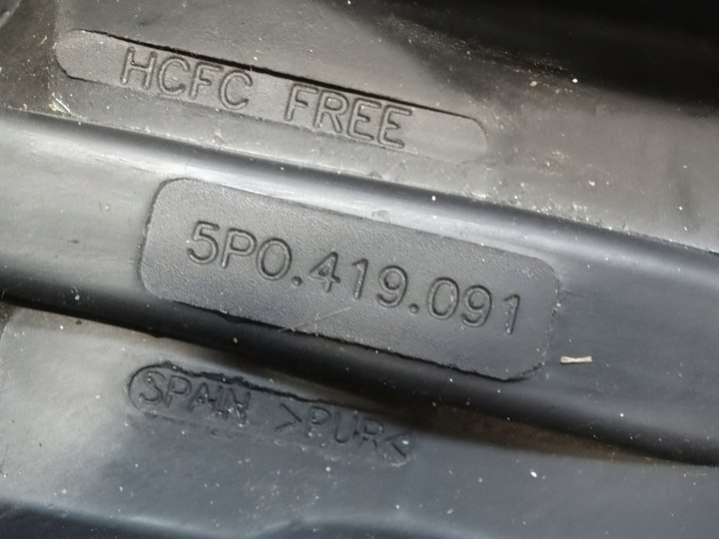 HCFC FREE
5P0.419.091
SPAIN >PUR<